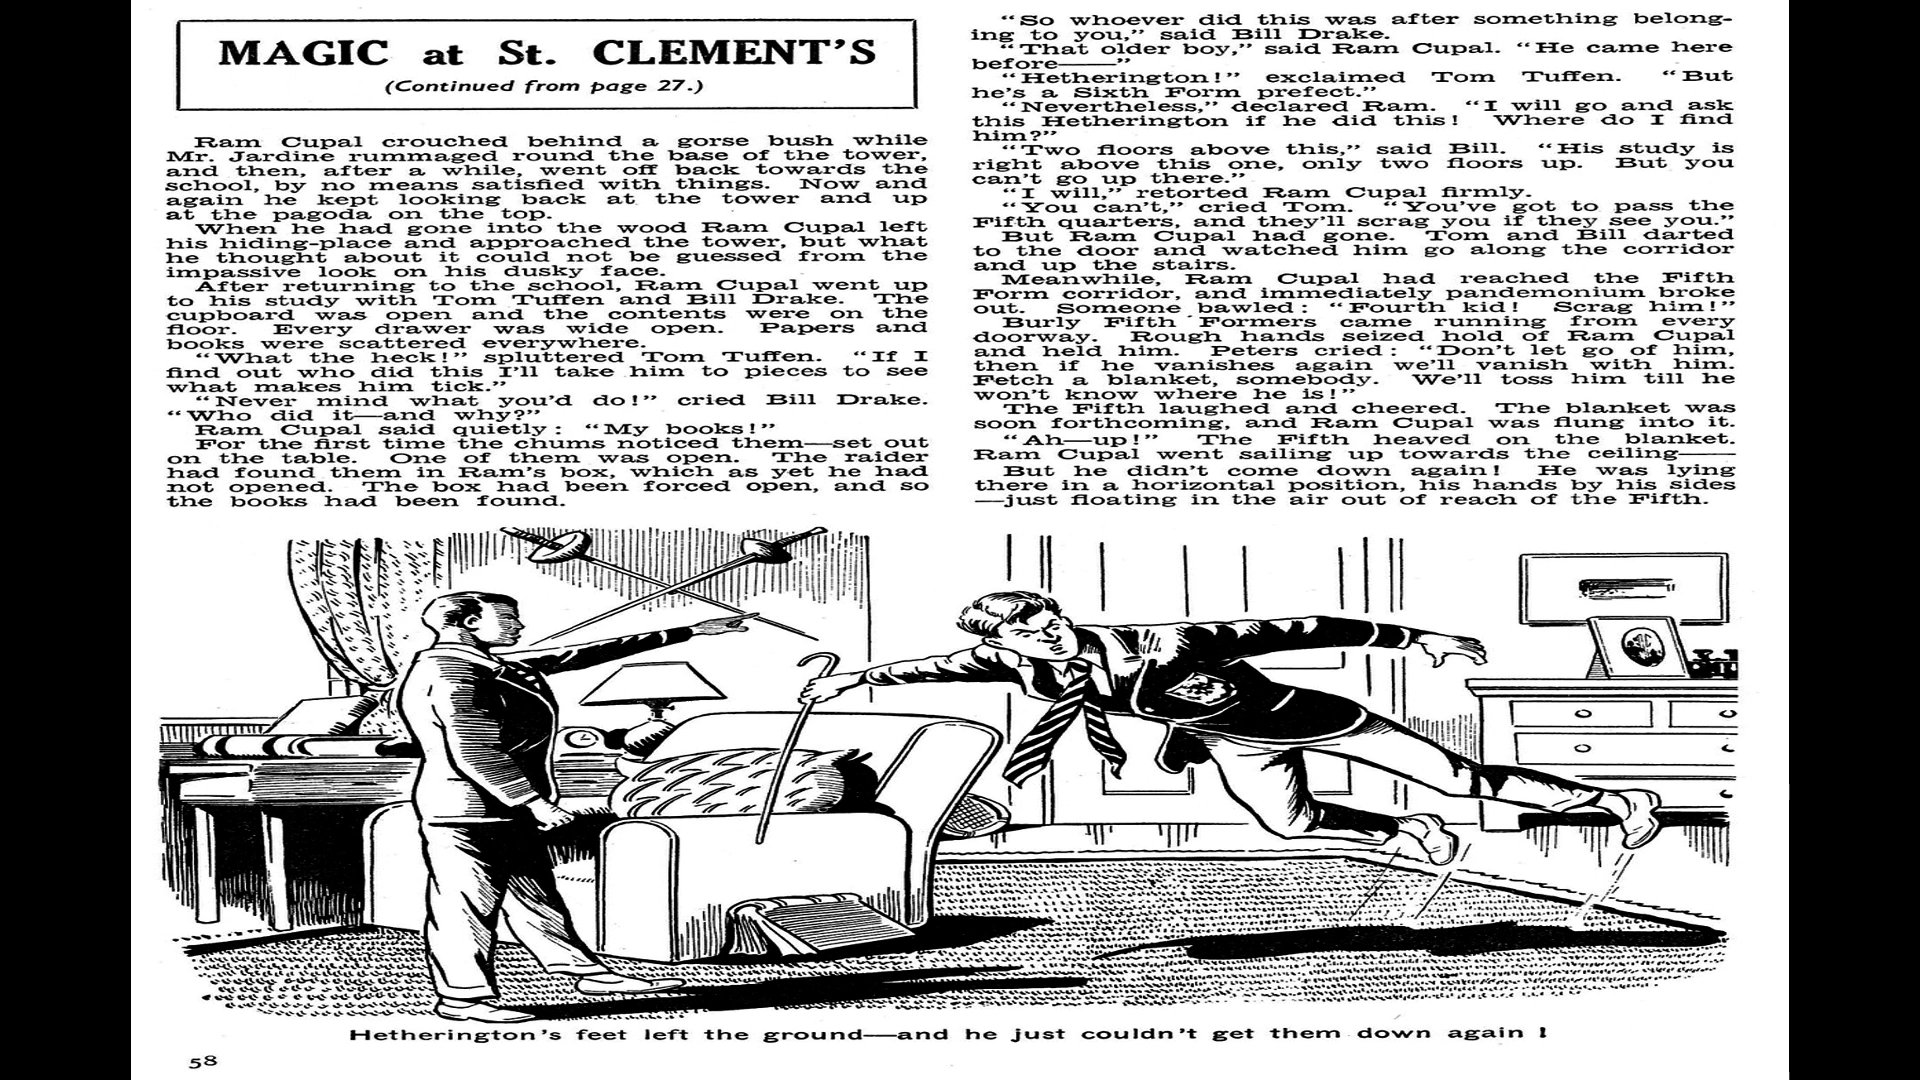 MAGIC at St. CLEMENT'S
(Continued from page 27.)
Ram Cupal crouched behind a gorse bush while
Mr. Jardine rummaged round the base of the tower,
and then, after a while, went off back towards the
school, by no means satisfied with things. Now and
again he kept looking back at the tower and up
at the pagoda on the top.
When he had gone into the wood Ram Cupal left
his hiding-place and approached the tower, but what
he thought about it could not be guessed from the
impassive look on his dusky face.
After returning to the school, Ram Cupal went up
to his study with Tom Tuffen and Bill Drake. The
cupboard was open and the contents were on the
floor. Every drawer was wide open. Papers and
books were scattered everywhere.
"What the heck!" spluttered Tom Tuffen. "If I
find out who did this I'll take him to pieces to see
what makes him tick."
"Never mind what you'd do!" cried Bill Drake.
"Who did it—and why?"
Ram Cupal said quietly: "My books!"
For the first time the chums noticed them—set out
on the table. One of them was open. The raider
had found them in Ram's box, which as yet he had
not opened. The box had been forced open, and so
the books had been found.
"So whoever did this was after something belong-
ing to you," said Bill Drake.
"That older boy," said Ram Cupal. "He came here
before——"
"Hetherington!" exclaimed Tom Tuffen. "But
he's a Sixth Form prefect."
"Nevertheless," declared Ram. "I will go and ask
this Hetherington if he did this! Where do I find
him?"
"Two floors above this," said Bill. "His study is
right above this one, only two floors up. But you
can't go up there."
"I will," retorted Ram Cupal firmly.
"You can't," cried Tom. "You've got to pass the
Fifth quarters, and they'll scrag you if they see you."
But Ram Cupal had gone. Tom and Bill darted
to the door and watched him go along the corridor
and up the stairs.
Meanwhile, Ram Cupal had reached the Fifth
Form corridor, and immediately pandemonium broke
out. Someone bawled: "Fourth kid! Scrag him!"
Burly Fifth Formers came running from every
doorway. Rough hands seized hold of Ram Cupal
and held him. Peters cried: "Don't let go of him,
then if he vanishes again we'll vanish with him.
Fetch a blanket, somebody. We'll toss him till he
won't know where he is!"
The Fifth laughed and cheered. The blanket was
soon forthcoming, and Ram Cupal was flung into it.
"Ah—up!" The Fifth heaved on the blanket.
Ram Cupal went sailing up towards the ceiling——
But he didn't come down again! He was lying
there in a horizontal position, his hands by his sides
—just floating in the air out of reach of the Fifth.
Hetherington's feet left the ground—and he just couldn't get them down again!
58